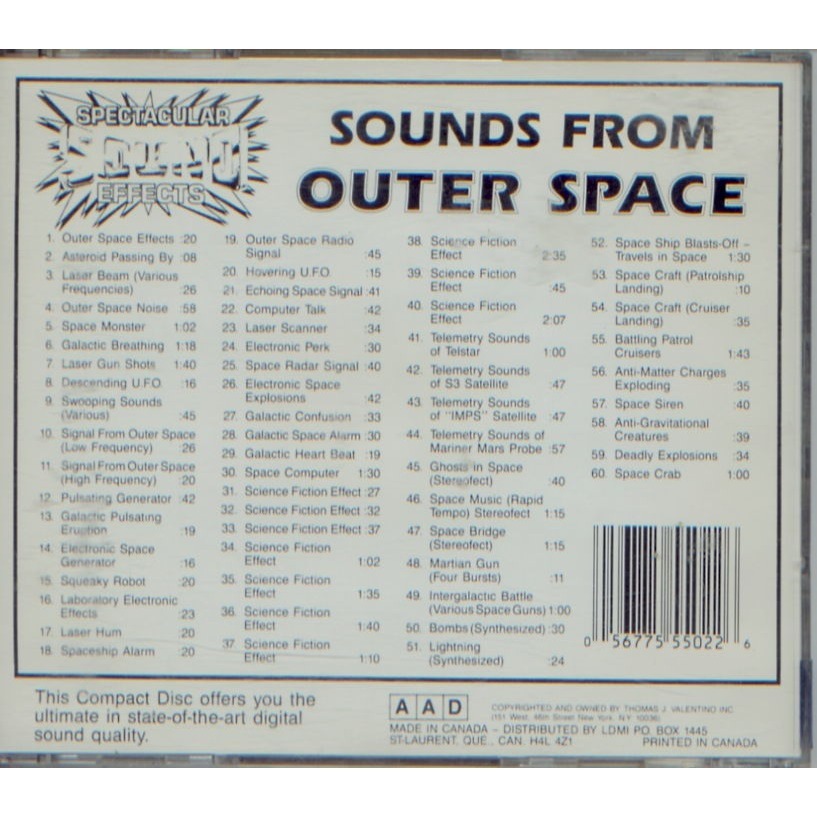 SPECTACULAR
SOUND
EFFECTS
SOUNDS FROM
OUTER SPACE
1. Outer Space Effects :20
2. Asteroid Passing By :08
3. Laser Beam (Various
Frequencies) :26
4. Outer Space Noise :58
5. Space Monster 1:02
6. Galactic Breathing 1:18
7. Laser Gun Shots 1:40
8. Descending U.F.O. :16
9. Swooping Sounds
(Various) :45
10. Signal From Outer Space
(Low Frequency) :26
11. Signal From Outer Space
(High Frequency) :20
12. Pulsating Generator :42
13. Galactic Pulsating
Eruption :19
14. Electronic Space
Generator :16
15. Squeaky Robot :20
16. Laboratory Electronic
Effects :23
17. Laser Hum :20
18. Spaceship Alarm :20
19. Outer Space Radio
Signal :45
20. Hovering U.F.O. :15
21. Echoing Space Signal :41
22. Computer Talk :42
23. Laser Scanner :34
24. Electronic Perk :30
25. Space Radar Signal :40
26. Electronic Space
Explosions :42
27. Galactic Confusion :33
28. Galactic Space Alarm :30
29. Galactic Heart Beat :19
30. Space Computer 1:30
31. Science Fiction Effect :27
32. Science Fiction Effect :32
33. Science Fiction Effect :37
34. Science Fiction
Effect 1:02
35. Science Fiction
Effect 1:35
36. Science Fiction
Effect 1:40
37. Science Fiction
Effect 1:10
38. Science Fiction
Effect 2:35
39. Science Fiction
Effect :45
40. Science Fiction
Effect 2:07
41. Telemetry Sounds
of Telstar 1:00
42. Telemetry Sounds
of S3 Satellite :47
43. Telemetry Sounds
of "IMPS" Satellite :47
44. Telemetry Sounds of
Mariner Mars Probe :57
45. Ghosts in Space
(Stereofect) :40
46. Space Music (Rapid
Tempo) Stereofect 1:15
47. Space Bridge
(Stereofect) 1:15
48. Martian Gun
(Four Bursts) :11
49. Intergalactic Battle
(Various Space Guns) 1:00
50. Bombs (Synthesized) :30
51. Lightning
(Synthesized) :24
52. Space Ship Blasts-Off –
Travels in Space 1:30
53. Space Craft (Patrolship
Landing) :10
54. Space Craft (Cruiser
Landing) :35
55. Battling Patrol
Cruisers 1:43
56. Anti-Matter Charges
Exploding :35
57. Space Siren :40
58. Anti-Gravitational
Creatures :39
59. Deadly Explosions :34
60. Space Crab 1:00
0 56775 55022 6
This Compact Disc offers you the
ultimate in state-of-the-art digital
sound quality.
AAD
COPYRIGHTED AND OWNED BY THOMAS J. VALENTINO INC.
(151 West, 46th Street New York, N.Y. 10036)
MADE IN CANADA – DISTRIBUTED BY LDMI P.O. BOX 1445
ST-LAURENT, QUE., CAN. H4L 4Z1 PRINTED IN CANADA